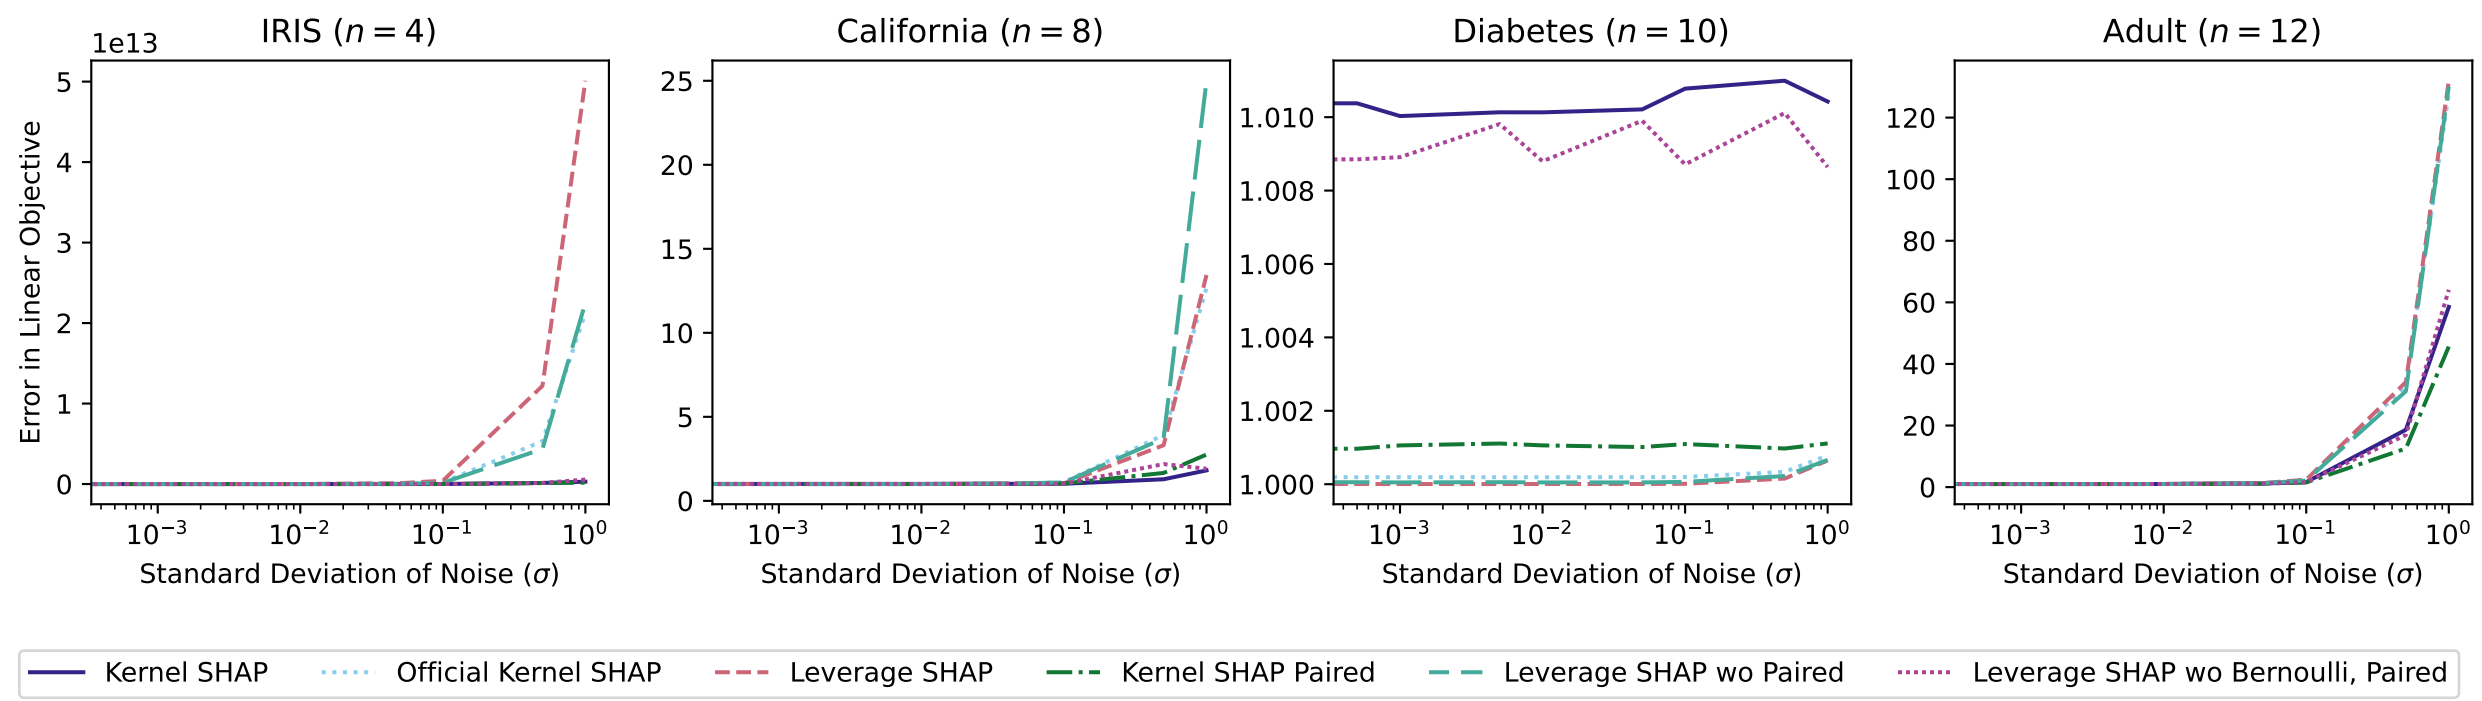 IRIS (n = 4)
California (n = 8)
Diabetes (n = 10)
Adult (n = 12)
1e13
Error in Linear Objective
5
4
3
2
1
0
10⁻³ 10⁻² 10⁻¹ 10⁰
Standard Deviation of Noise (σ)
25
20
15
10
5
0
10⁻³ 10⁻² 10⁻¹ 10⁰
Standard Deviation of Noise (σ)
1.010
1.008
1.006
1.004
1.002
1.000
10⁻³ 10⁻² 10⁻¹ 10⁰
Standard Deviation of Noise (σ)
120
100
80
60
40
20
0
10⁻³ 10⁻² 10⁻¹ 10⁰
Standard Deviation of Noise (σ)
Kernel SHAP
Official Kernel SHAP
Leverage SHAP
Kernel SHAP Paired
Leverage SHAP wo Paired
Leverage SHAP wo Bernoulli, Paired